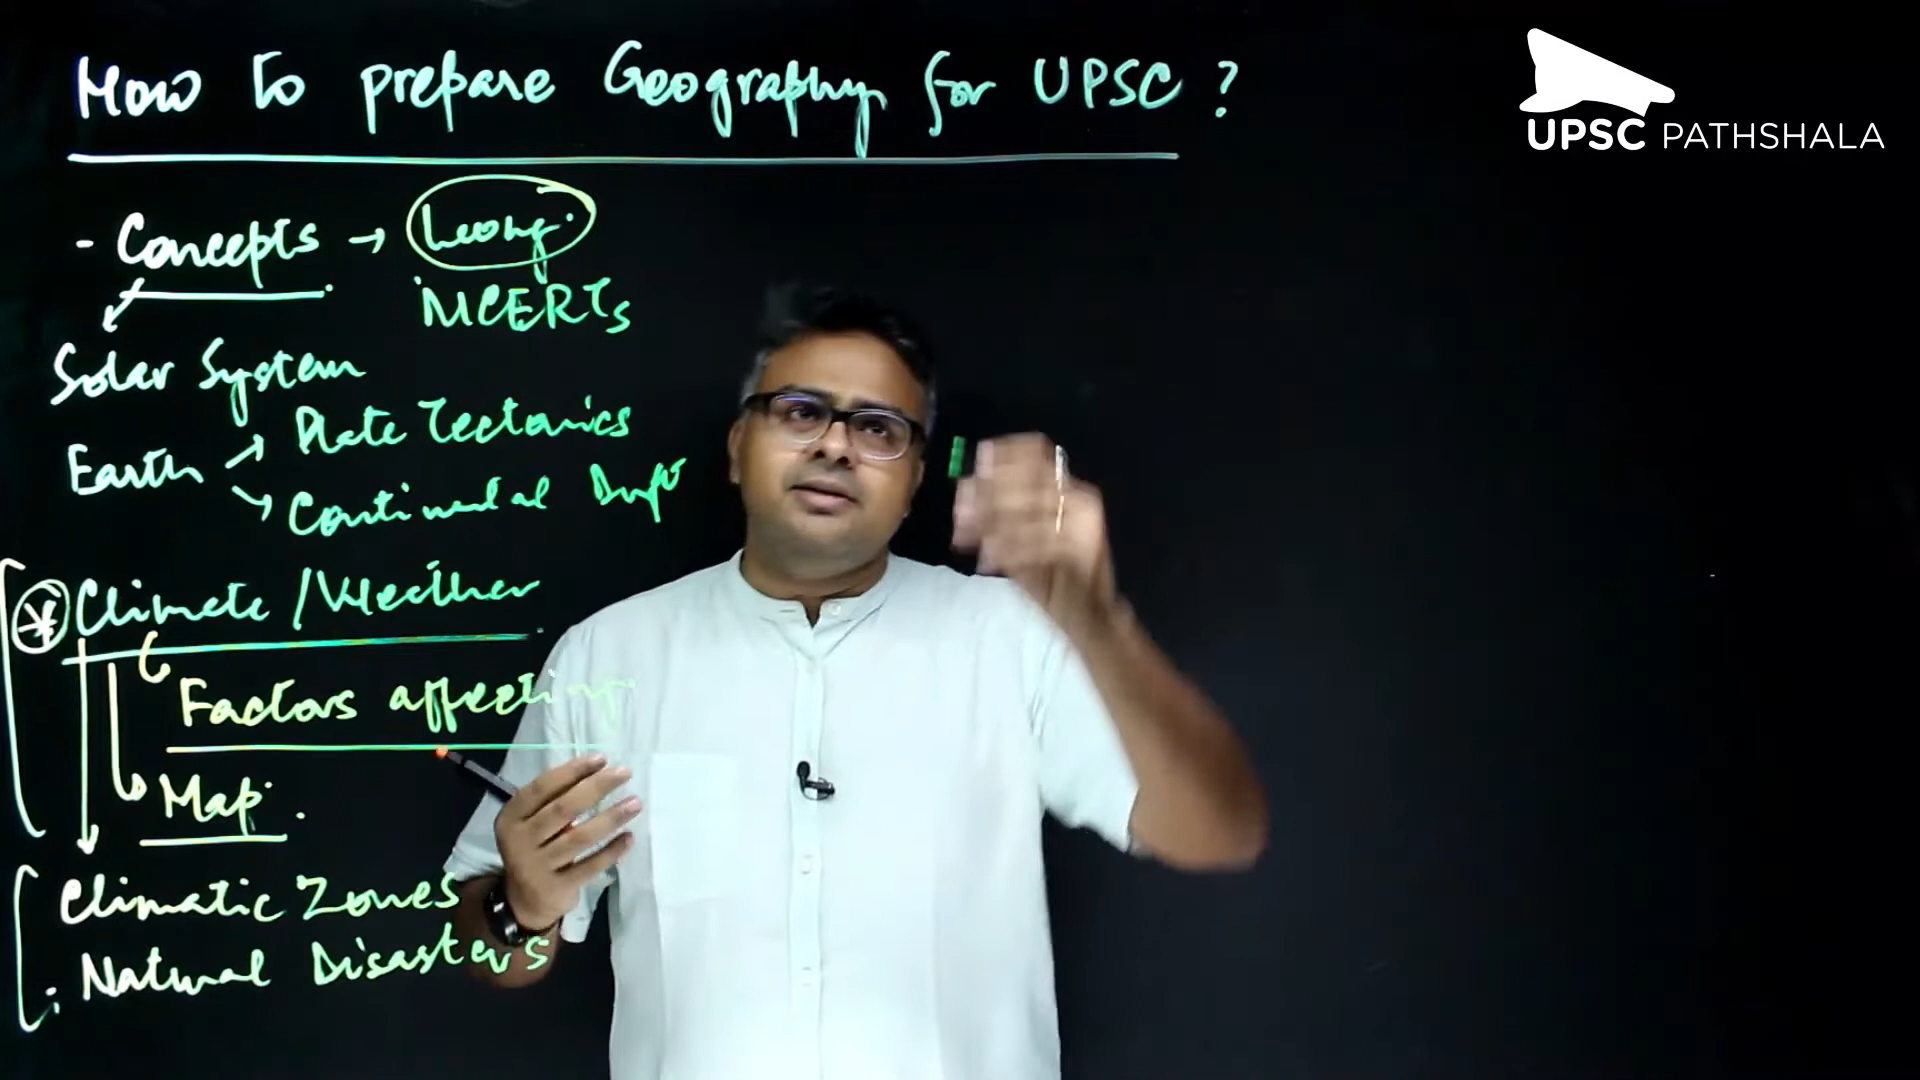 How to prepare Geography for UPSC ?
UPSC PATHSHALA
- Concepts → Leong.
NCERTs
Solar System
Earth → Plate Tectonics
→ Continental Drift
Climate / Weather
Factors affecting
Map.
Climatic Zones
Natural Disasters